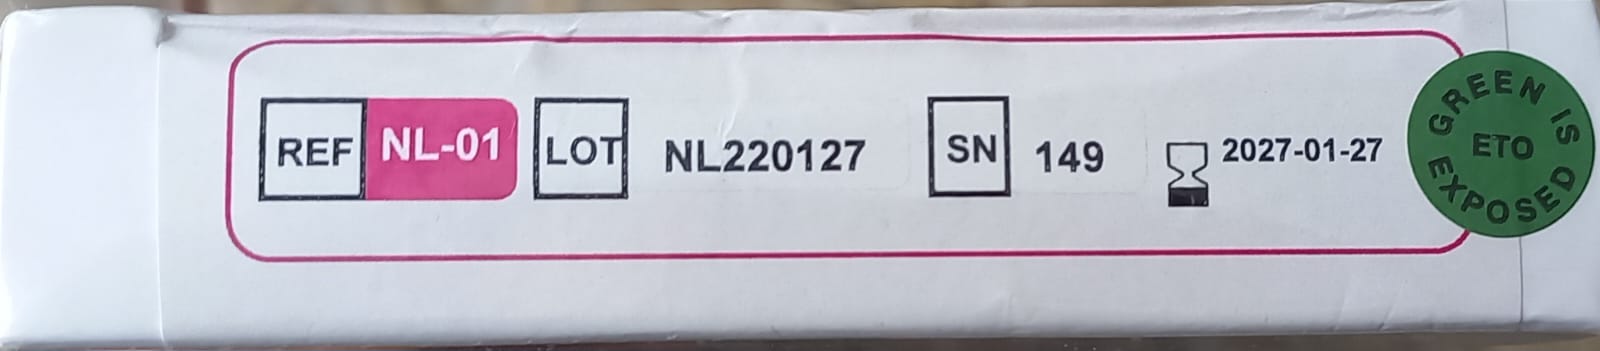 REF NL-01 LOT NL220127 SN 149 2027-01-27
GREEN IS
ETO
EXPOSED